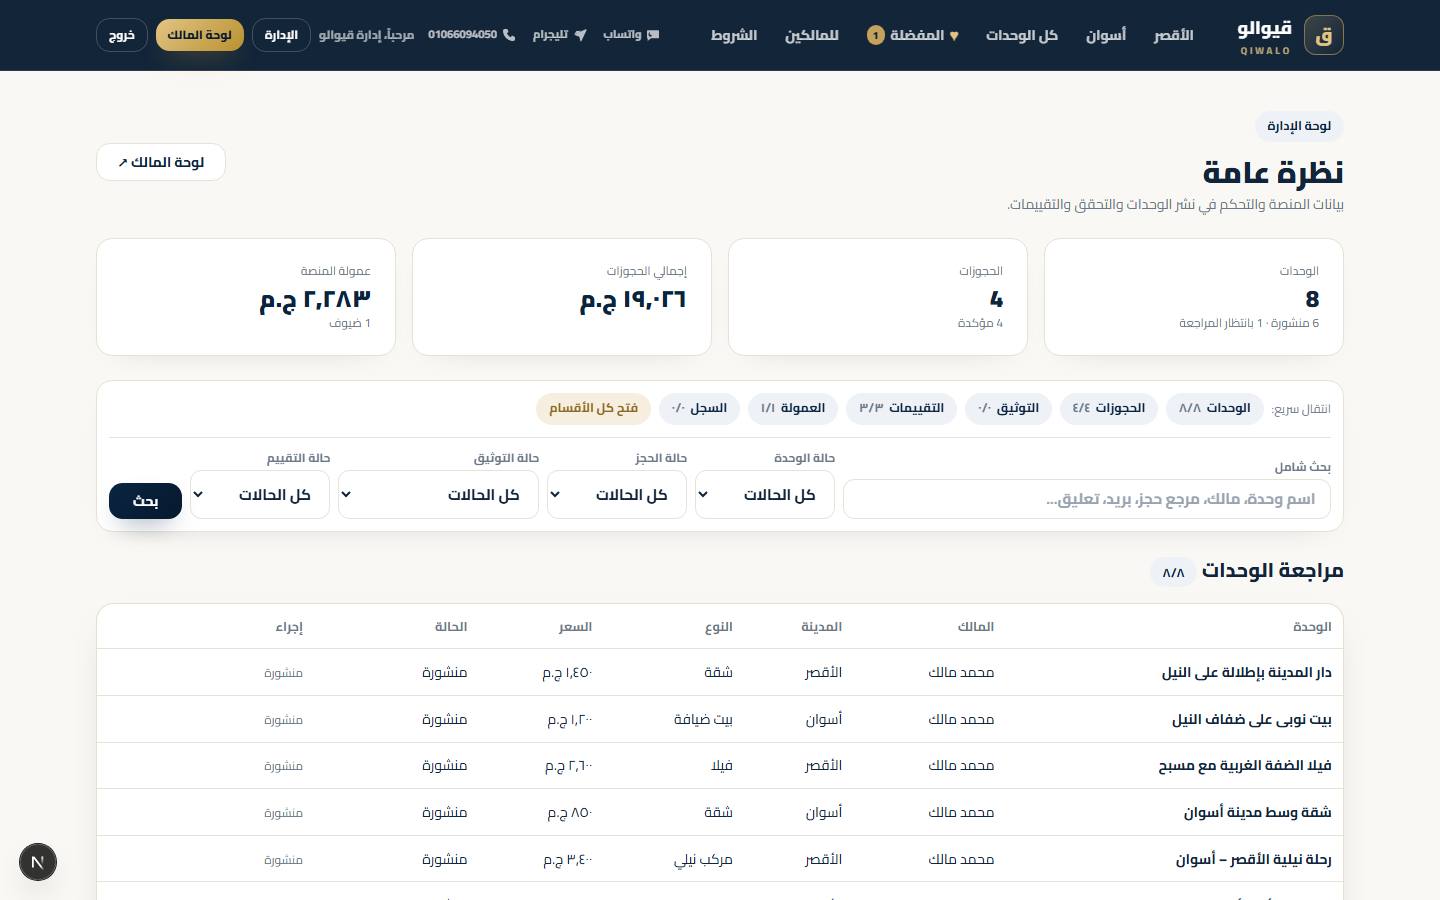 ق
قيوالو
QIWALO
الأقصر
أسوان
كل الوحدات
♥ المفضلة 1
للمالكين
الشروط
واتساب
تليجرام
01066094050
مرحباً، إدارة قيوالو
الإدارة
لوحة المالك
خروج
لوحة الإدارة
نظرة عامة
بيانات المنصة والتحكم في نشر الوحدات والتحقق والتقييمات.
لوحة المالك ↗
الوحدات
8
6 منشورة · 1 بانتظار المراجعة
الحجوزات
4
4 مؤكدة
إجمالي الحجوزات
١٩,٠٢٦ ج.م
عمولة المنصة
٢,٢٨٣ ج.م
1 ضيوف
انتقال سريع: الوحدات ٨/٨ الحجوزات ٤/٤ التوثيق ٠/٠ التقييمات ٣/٣ العمولة ١/١ السجل ٠/٠ فتح كل الأقسام
بحث شامل
اسم وحدة، مالك، مرجع حجز، بريد، تعليق...
حالة الوحدة
كل الحالات
حالة الحجز
كل الحالات
حالة التوثيق
كل الحالات
حالة التقييم
كل الحالات
بحث
مراجعة الوحدات ٨/٨
الوحدة المالك المدينة النوع السعر الحالة إجراء
دار المدينة بإطلالة على النيل محمد مالك الأقصر شقة ١,٤٥٠ ج.م منشورة منشورة
بيت نوبى على ضفاف النيل محمد مالك أسوان بيت ضيافة ١,٢٠٠ ج.م منشورة منشورة
فيلا الضفة الغربية مع مسبح محمد مالك الأقصر فيلا ٢,٦٠٠ ج.م منشورة منشورة
شقة وسط مدينة أسوان محمد مالك أسوان شقة ٨٥٠ ج.م منشورة منشورة
رحلة نيلية الأقصر – أسوان محمد مالك الأقصر مركب نيلي ٣,٤٠٠ ج.م منشورة منشورة
N